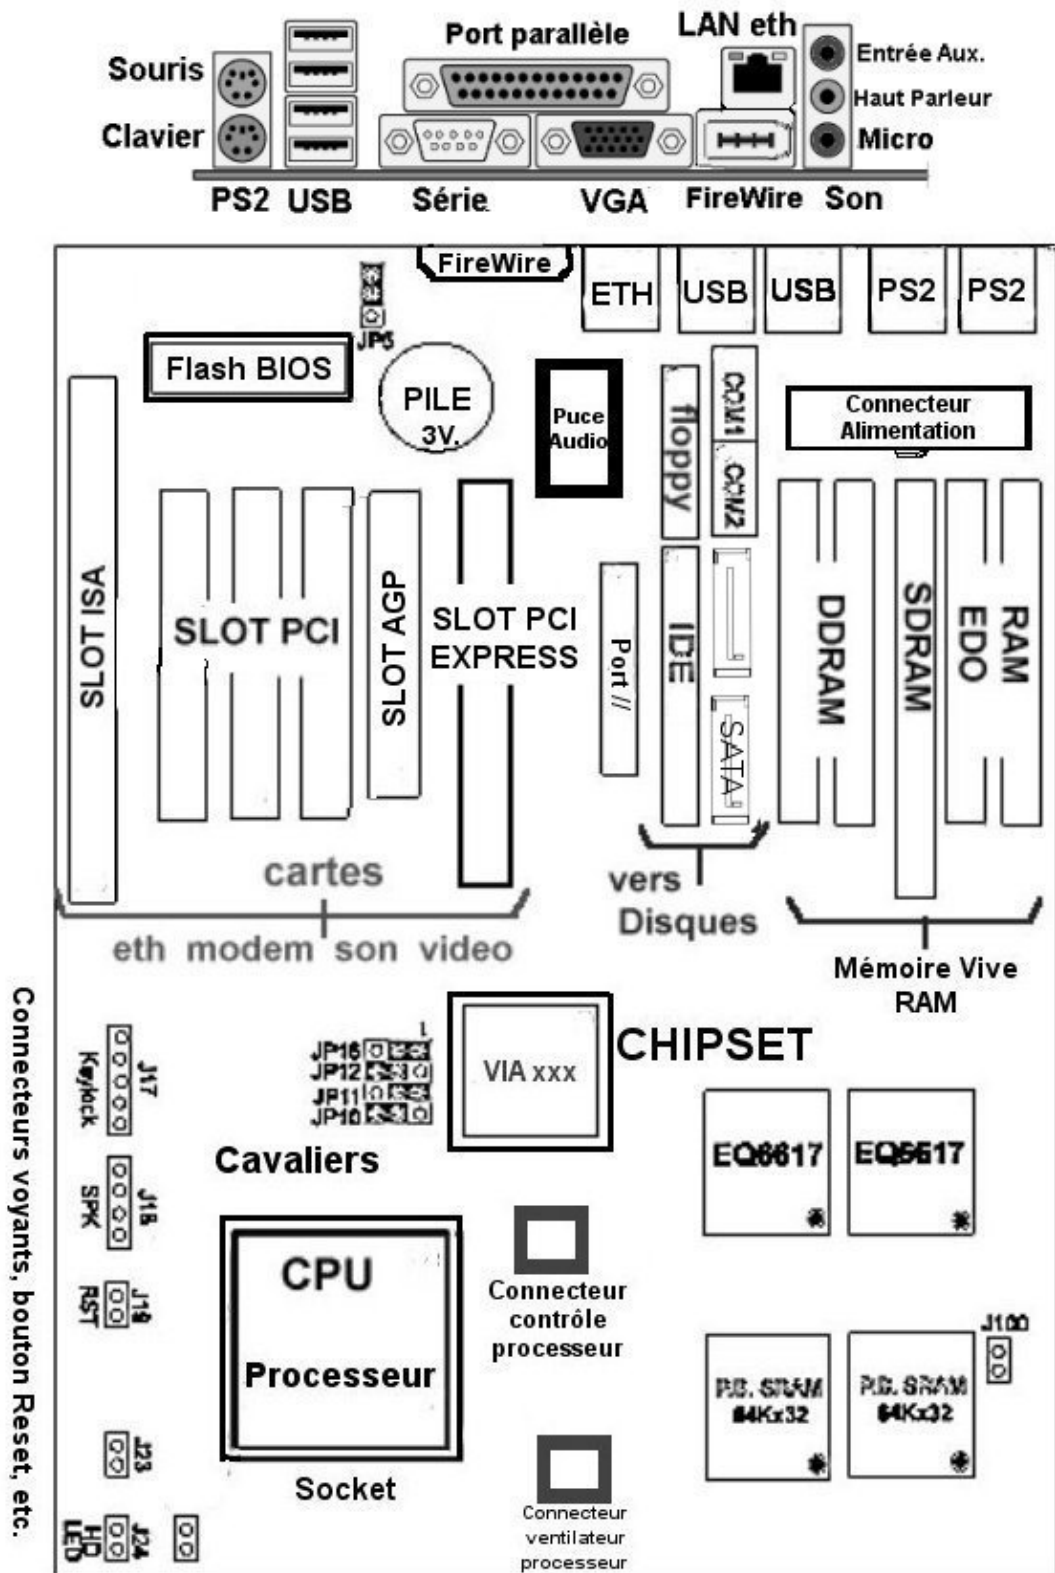 Port parallèle
LAN eth
Souris
Entrée Aux.
Haut Parleur
Clavier
Micro
PS2
USB
Série
VGA
FireWire
Son
FireWire
ETH
USB
USB
PS2
PS2
JP5
Flash BIOS
PILE
3V.
Puce
Audio
floppy
COM1
COM2
Connecteur
Alimentation
SLOT ISA
SLOT PCI
SLOT AGP
SLOT PCI
EXPRESS
Port //
IDE
SATA
DDRAM
SDRAM
EDO
RAM
cartes
eth modem son video
vers
Disques
Mémoire Vive
RAM
Connecteurs voyants, bouton Reset, etc.
J17
Keylock
1
JP16
JP12
JP11
JP10
Cavaliers
VIA xxx
CHIPSET
EQ6617
SPK
CPU
Processeur
Socket
Connecteur
contrôle
processeur
J19
RST
J100
P.B. SRAM
64Kx32
P.B. SRAM
64Kx32
J23
J24
HD
LED
Connecteur
ventilateur
processeur